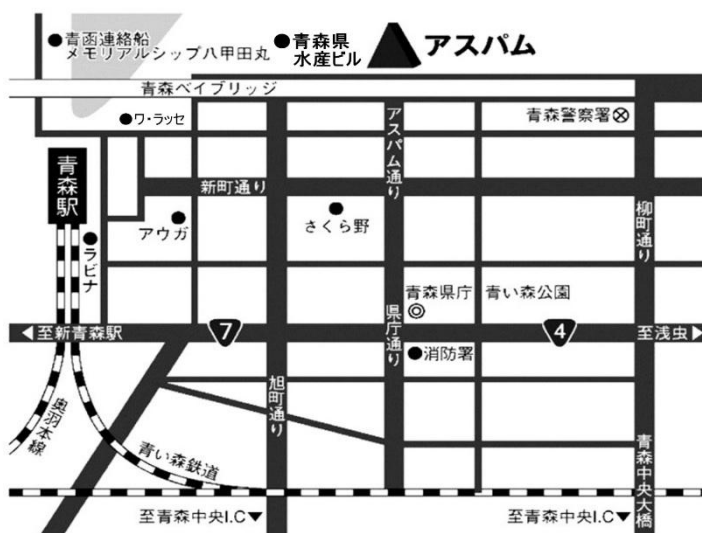 青函連絡船
メモリアルシップ八甲田丸
青森県
水産ビル
アスパム
青森ベイブリッジ
ワ・ラッセ
アスパム通り
青森警察署
青森駅
新町通り
アウガ
さくら野
柳町通り
ラビナ
青森県庁
青い森公園
県庁通り
至新青森駅
7
4
至浅虫
消防署
旭町通り
奥羽本線
青い森鉄道
青森中央大橋
至青森中央I.C
至青森中央I.C